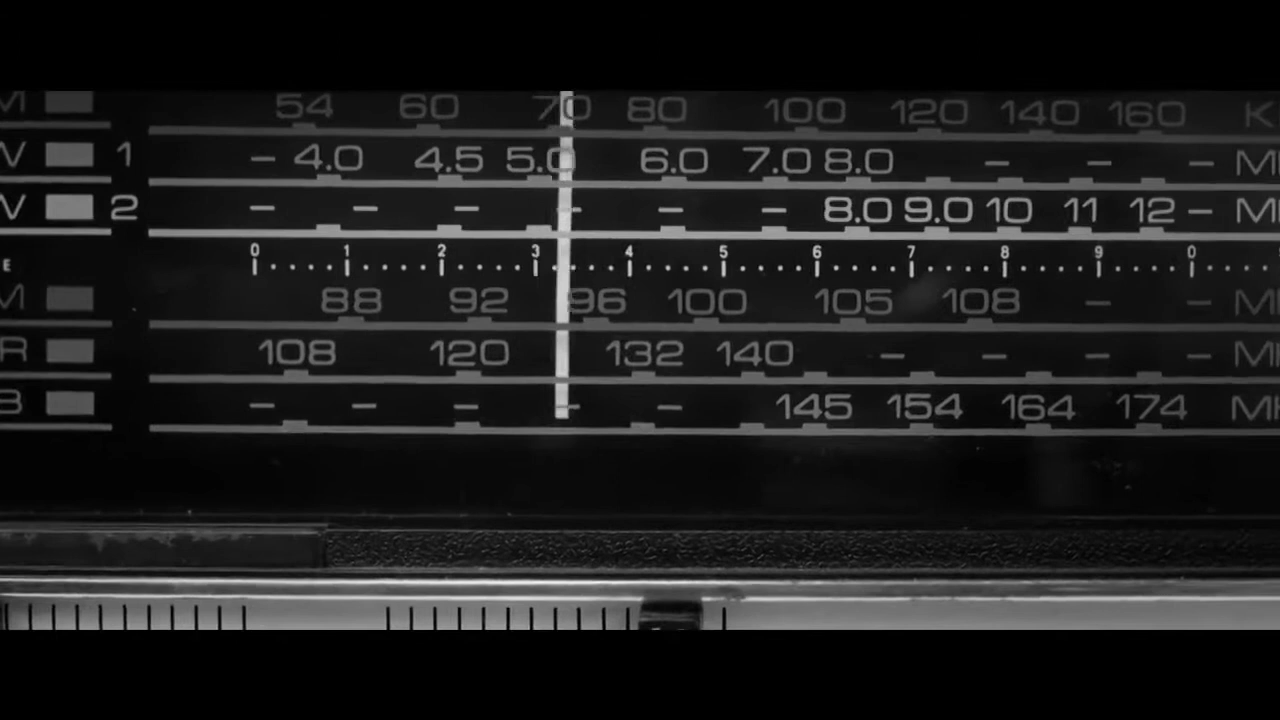 M 54 60 70 80 100 120 140 160 K
W 1 – 4.0 4.5 5.0 6.0 7.0 8.0 – – – M
W 2 – – – – – – 8.0 9.0 10 11 12 – M
E 0 1 2 3 4 5 6 7 8 9 0
M 88 92 96 100 105 108 – – M
R 108 120 132 140 – – – – M
B – – – – – 145 154 164 174 M